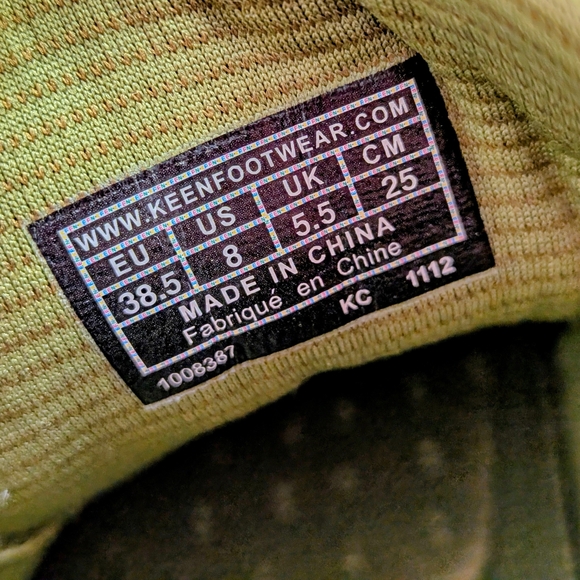 WWW.KEENFOOTWEAR.COM
EU US UK CM
38.5 8 5.5 25
MADE IN CHINA
Fabriqué en Chine
1008387 KC 1112